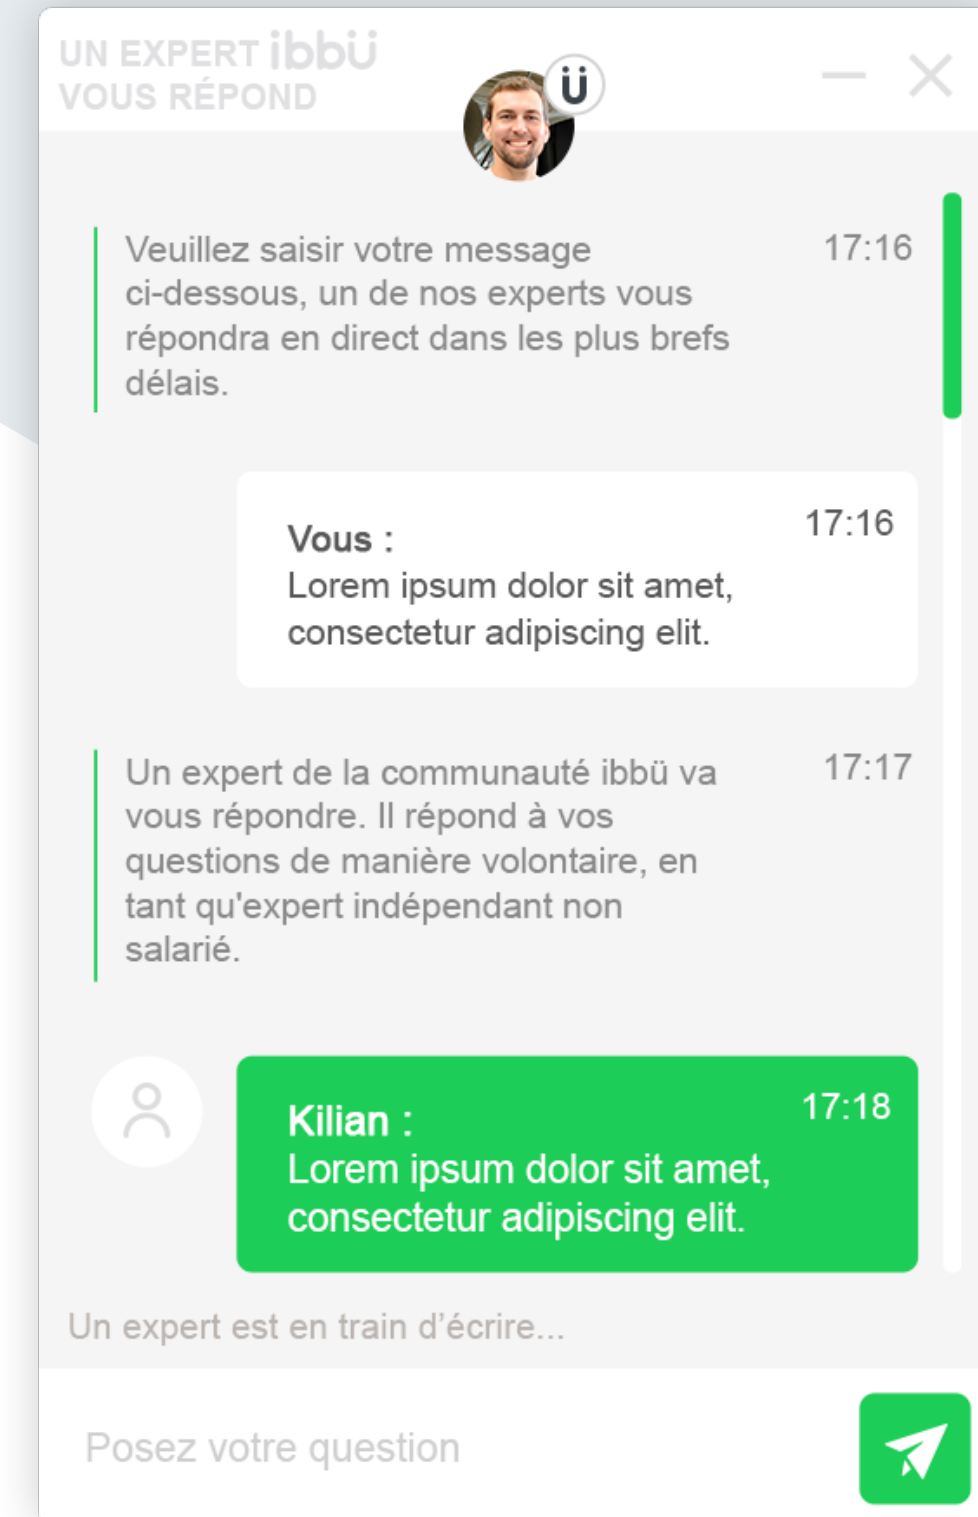 UN EXPERT ibbü
VOUS RÉPOND
Ü
Veuillez saisir votre message
17:16
ci-dessous, un de nos experts vous
répondra en direct dans les plus brefs
délais.
17:16
Vous :
Lorem ipsum dolor sit amet,
consectetur adipiscing elit.
Un expert de la communauté ibbü va
17:17
vous répondre. Il répond à vos
questions de manière volontaire, en
tant qu'expert indépendant non
salarié.
17:18
Kilian :
Lorem ipsum dolor sit amet,
consectetur adipiscing elit.
Un expert est en train d’écrire...
Posez votre question